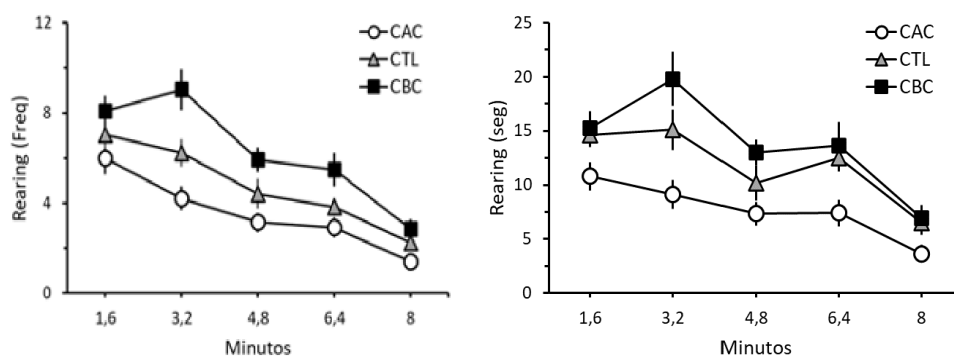 12
8
4
0
Rearing (Freq)
CAC
CTL
CBC
1,6
3,2
4,8
6,4
8
Minutos
25
20
15
10
5
0
Rearing (seg)
CAC
CTL
CBC
1,6
3,2
4,8
6,4
8
Minutos